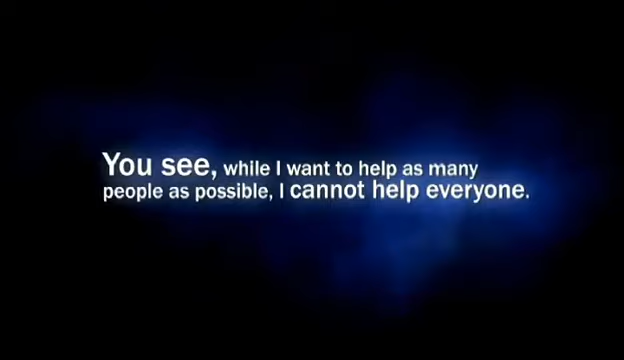 You see, while I want to help as many
people as possible, I cannot help everyone.